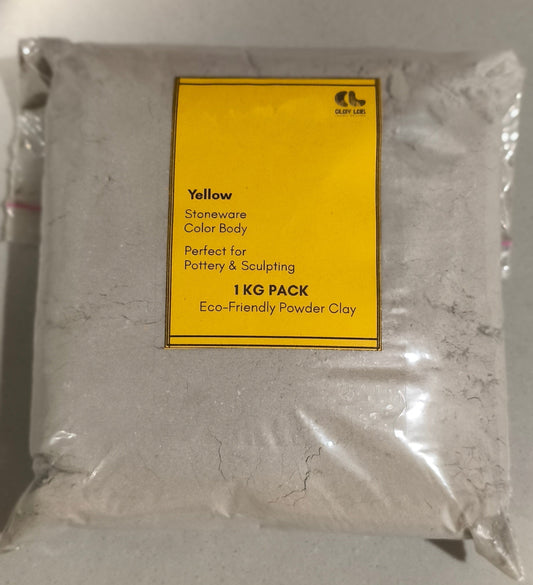 Yellow
Stoneware
Color Body
Perfect for
Pottery & Sculpting
1 KG PACK
Eco-Friendly Powder Clay